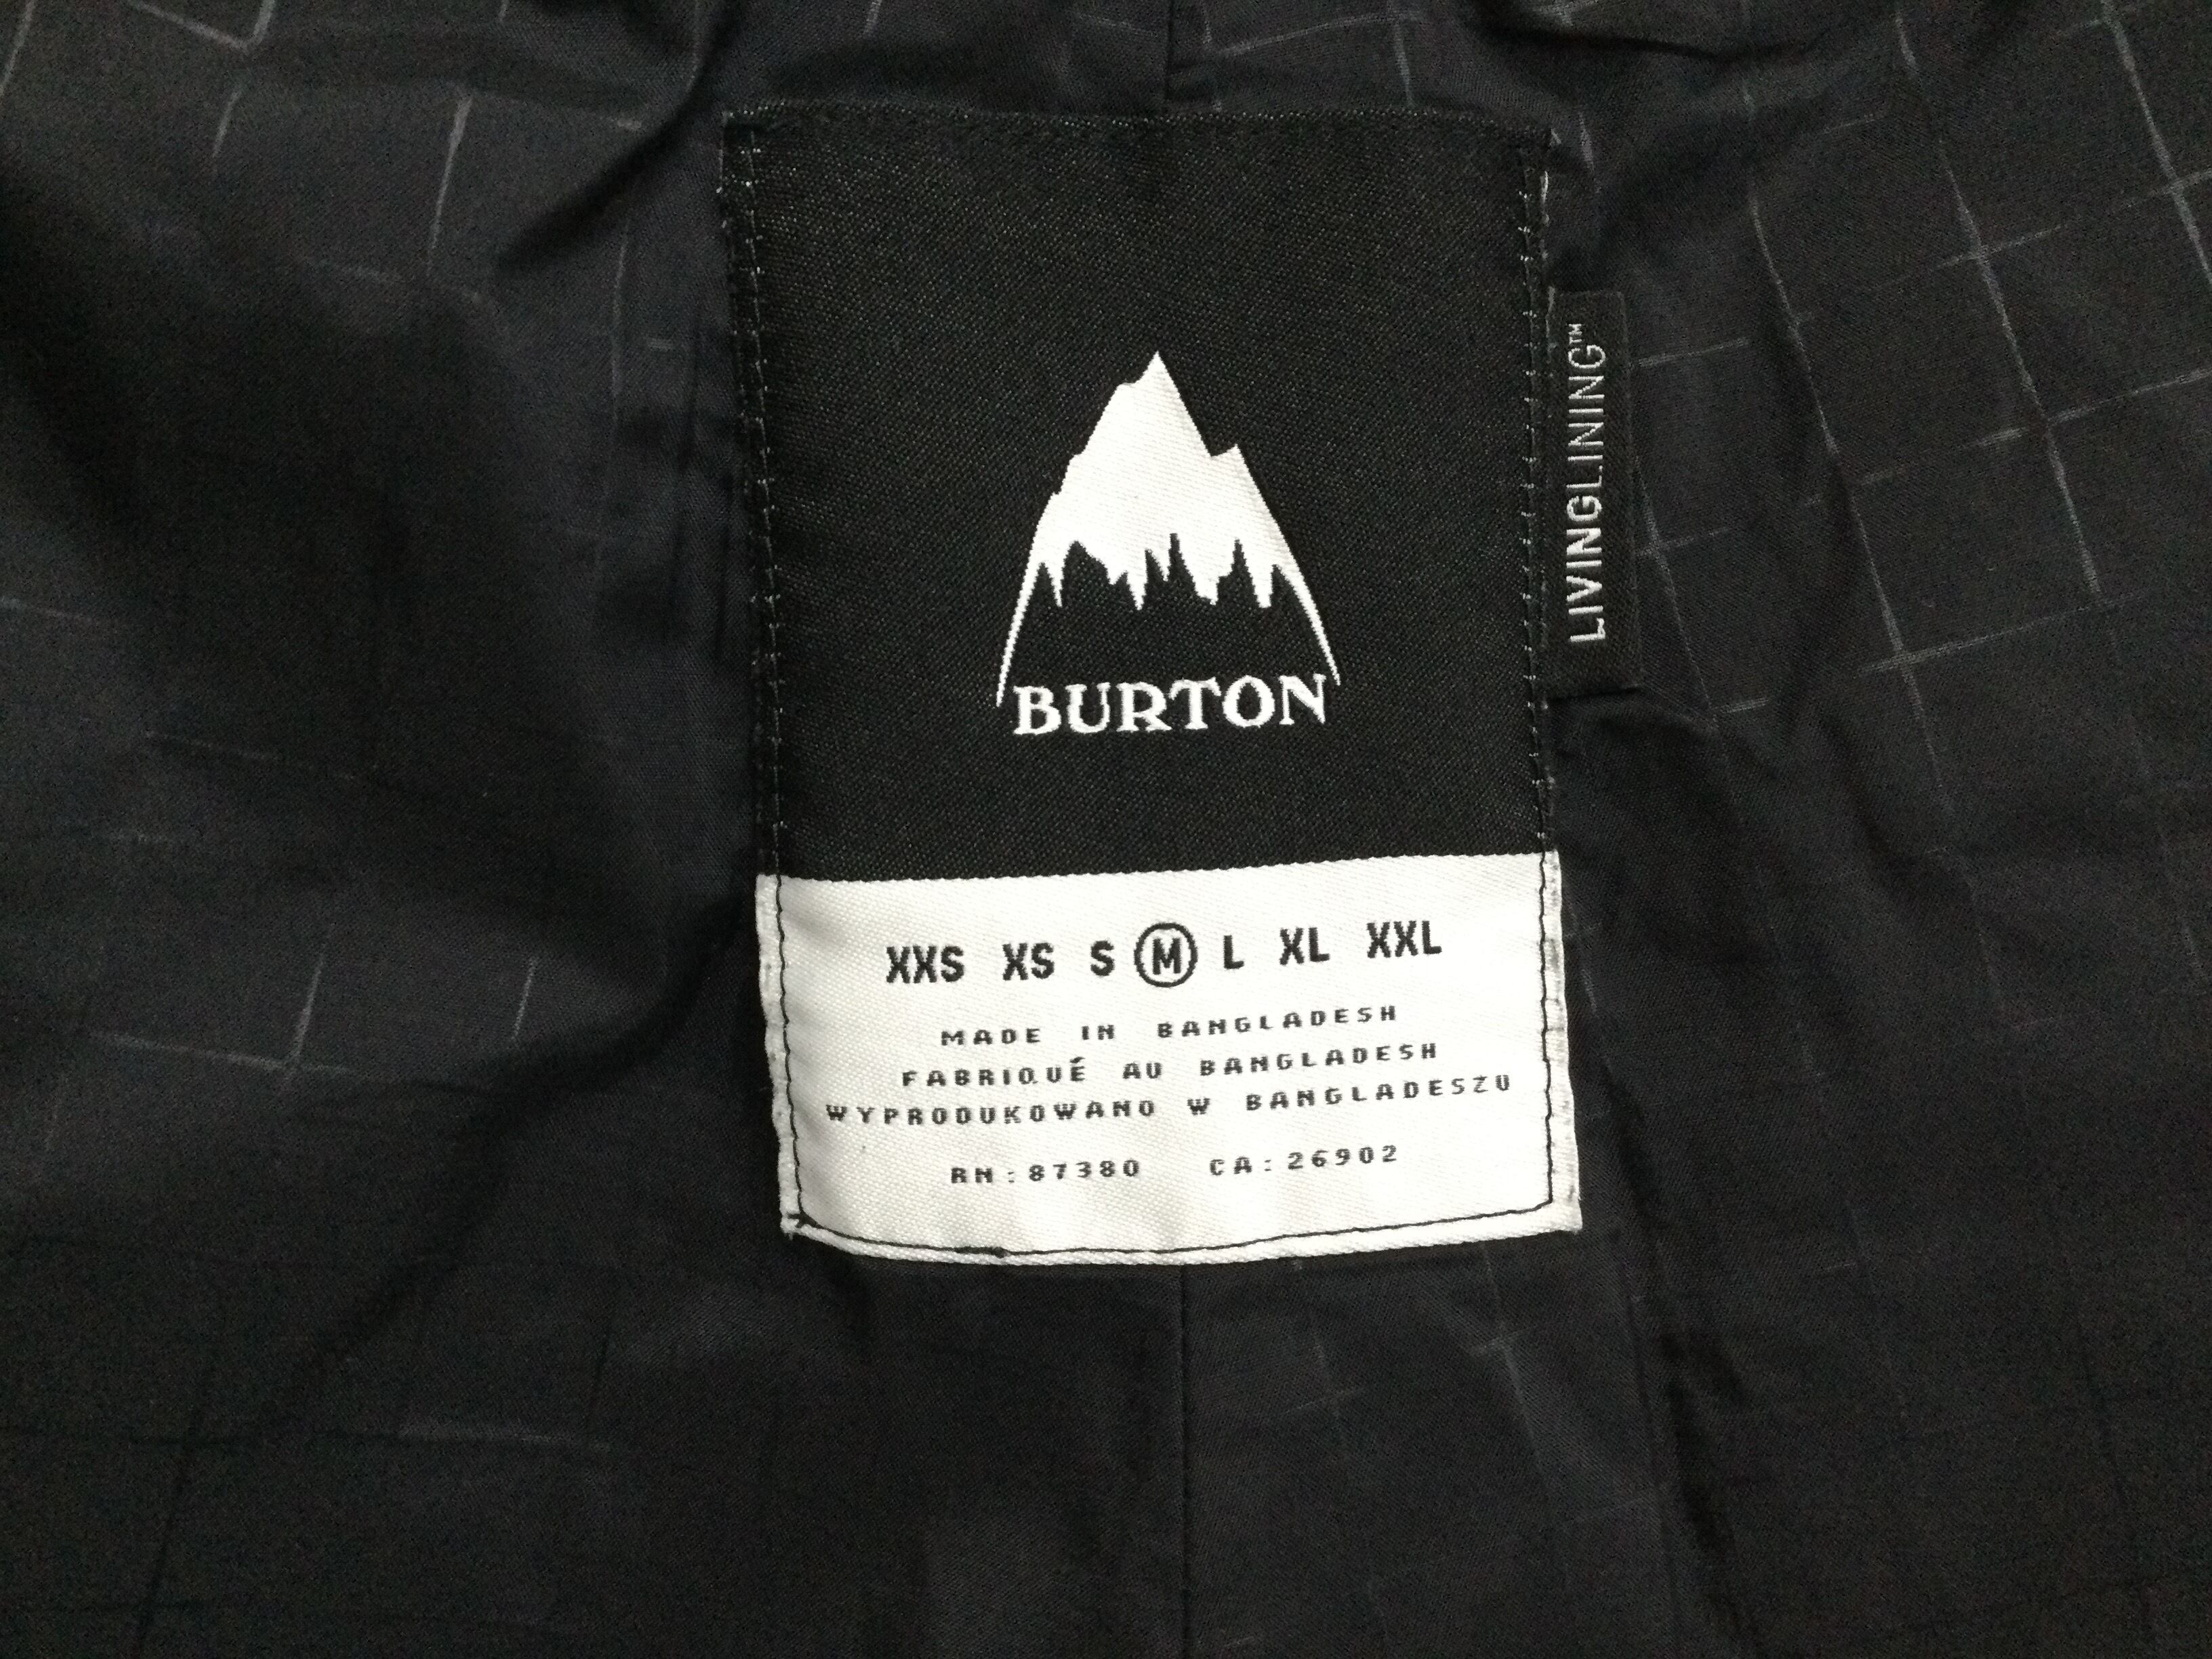 BURTON
LIVINGLINING™
XXS XS S M L XL XXL
MADE IN BANGLADESH
FABRIQUÉ AU BANGLADESH
WYPRODUKOWANO W BANGLADESZU
RN:87380 CA:26902